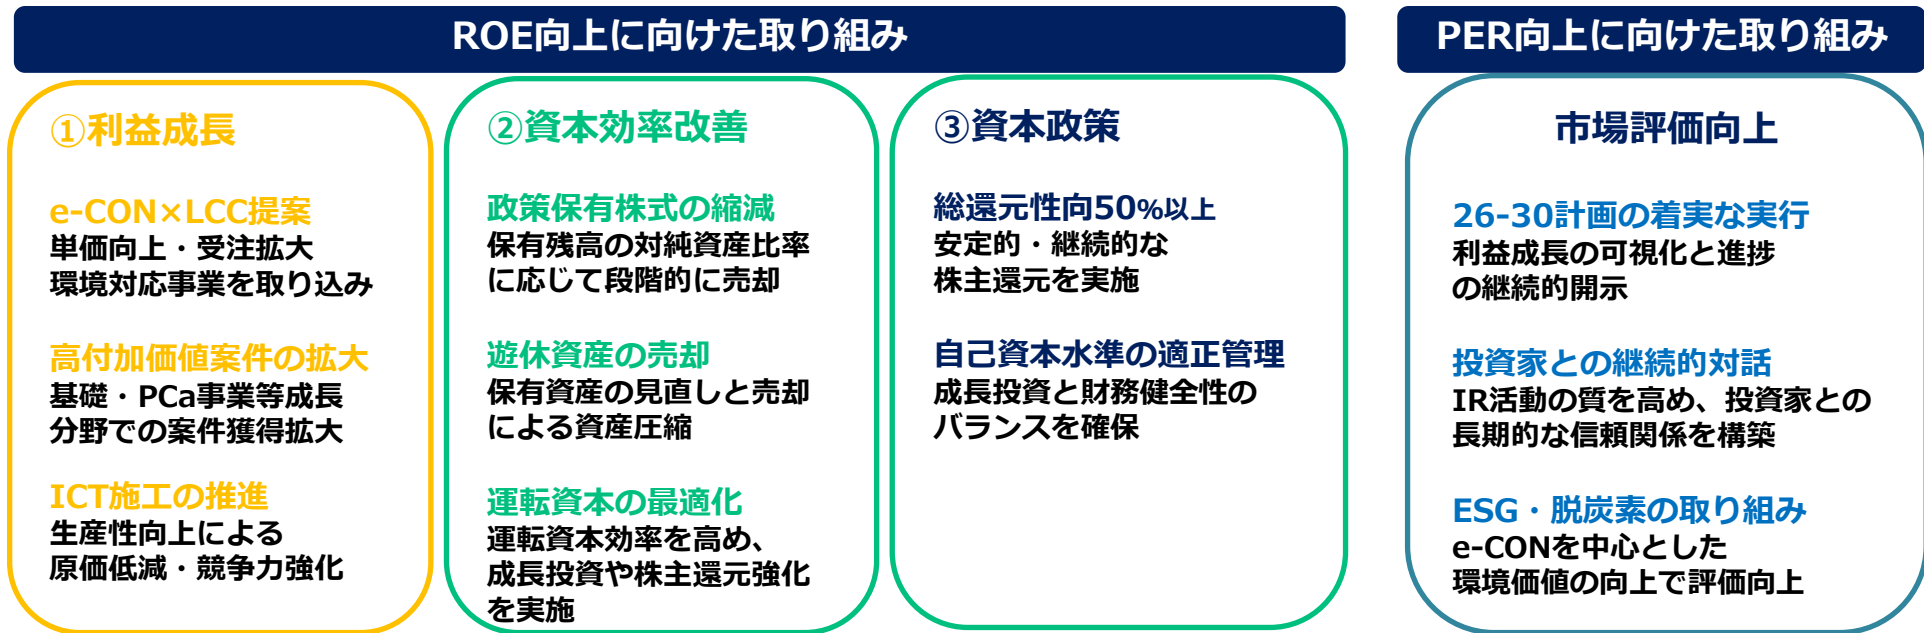 ROE向上に向けた取り組み
①利益成長
e-CON×LCC提案
単価向上・受注拡大
環境対応事業を取り込み
高付加価値案件の拡大
基礎・PCa事業等成長
分野での案件獲得拡大
ICT施工の推進
生産性向上による
原価低減・競争力強化
②資本効率改善
政策保有株式の縮減
保有残高の対純資産比率
に応じて段階的に売却
遊休資産の売却
保有資産の見直しと売却
による資産圧縮
運転資本の最適化
運転資本効率を高め、
成長投資や株主還元強化
を実施
③資本政策
総還元性向50%以上
安定的・継続的な
株主還元を実施
自己資本水準の適正管理
成長投資と財務健全性の
バランスを確保
PER向上に向けた取り組み
市場評価向上
26-30計画の着実な実行
利益成長の可視化と進捗
の継続的開示
投資家との継続的対話
IR活動の質を高め、投資家との
長期的な信頼関係を構築
ESG・脱炭素の取り組み
e-CONを中心とした
環境価値の向上で評価向上